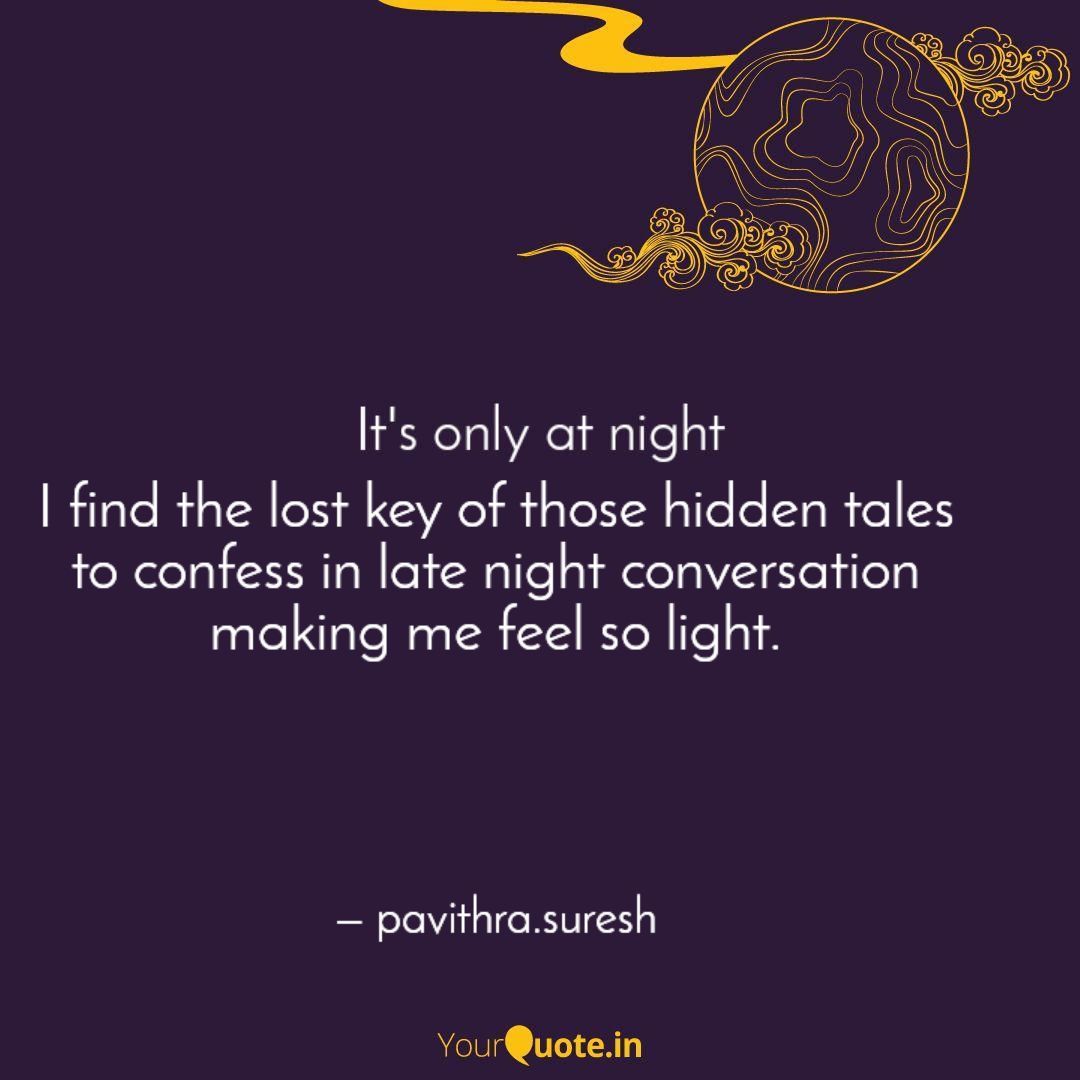 It's only at night
I find the lost key of those hidden tales
to confess in late night conversation
making me feel so light.
– pavithra.suresh
YourQuote.in